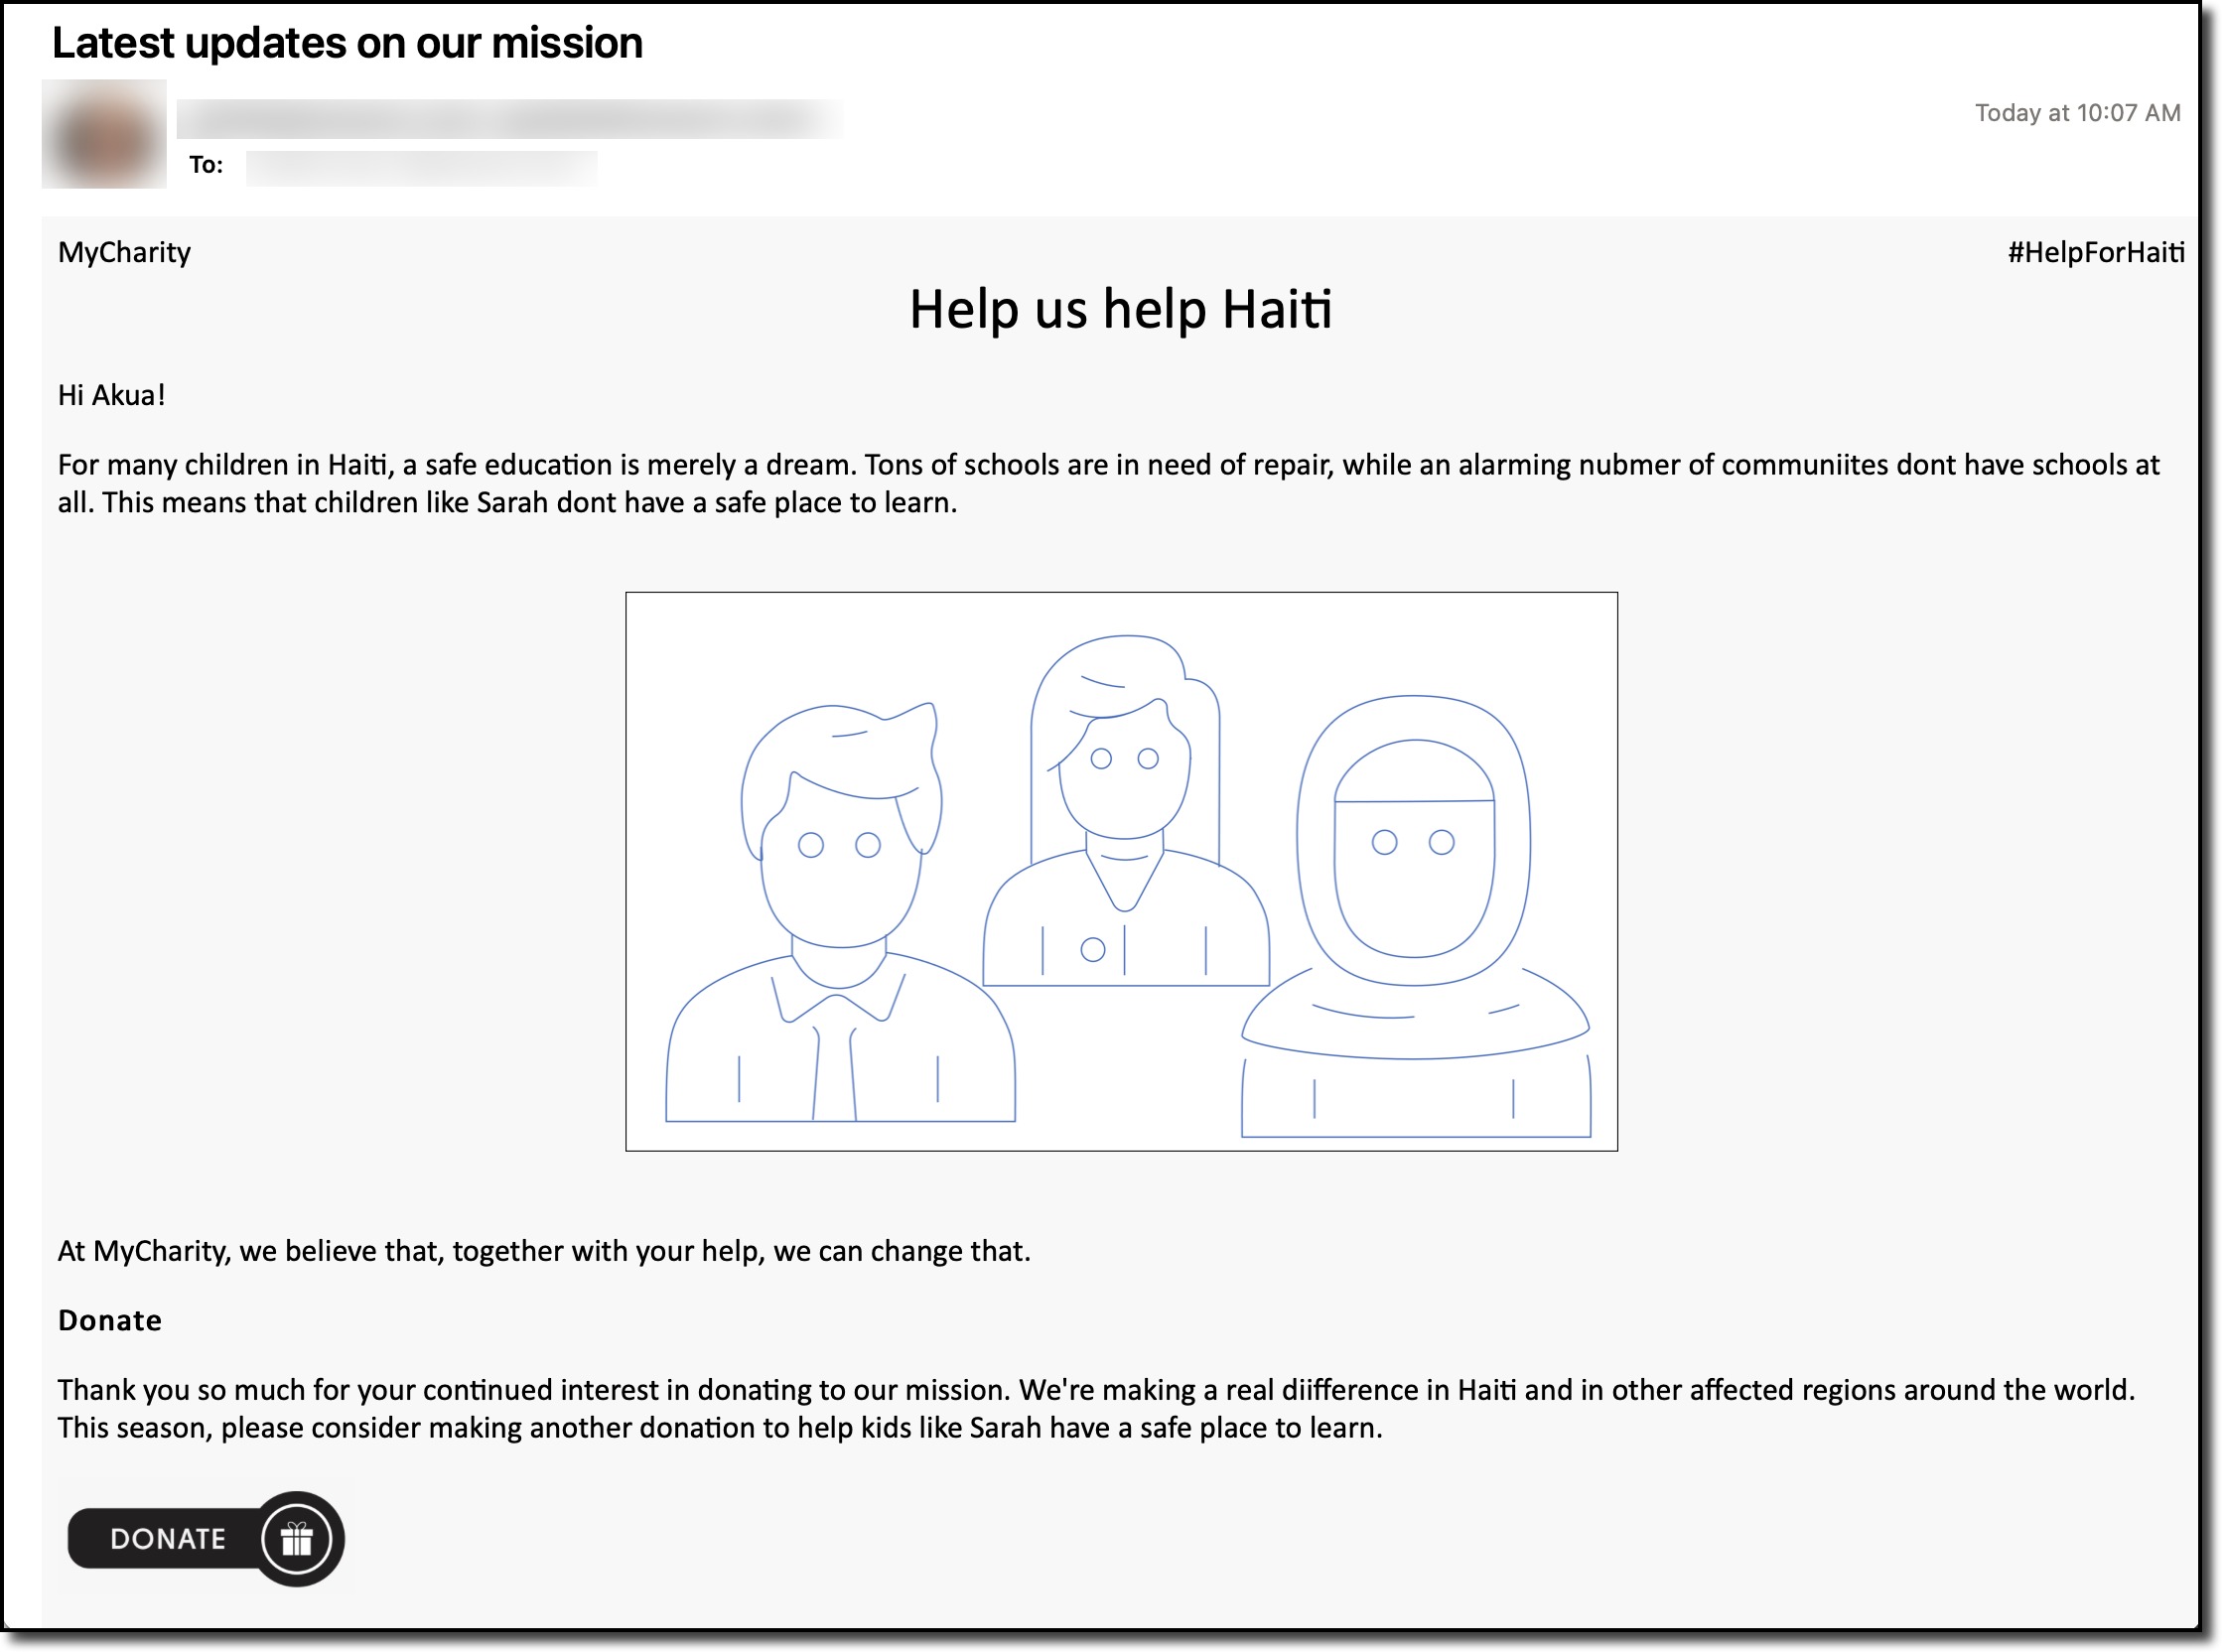 Latest updates on our mission
Today at 10:07 AM
To:
MyCharity
#HelpForHaiti
Help us help Haiti
Hi Akua!
For many children in Haiti, a safe education is merely a dream. Tons of schools are in need of repair, while an alarming nubmer of communiites dont have schools at
all. This means that children like Sarah dont have a safe place to learn.
At MyCharity, we believe that, together with your help, we can change that.
Donate
Thank you so much for your continued interest in donating to our mission. We're making a real diifference in Haiti and in other affected regions around the world.
This season, please consider making another donation to help kids like Sarah have a safe place to learn.
DONATE